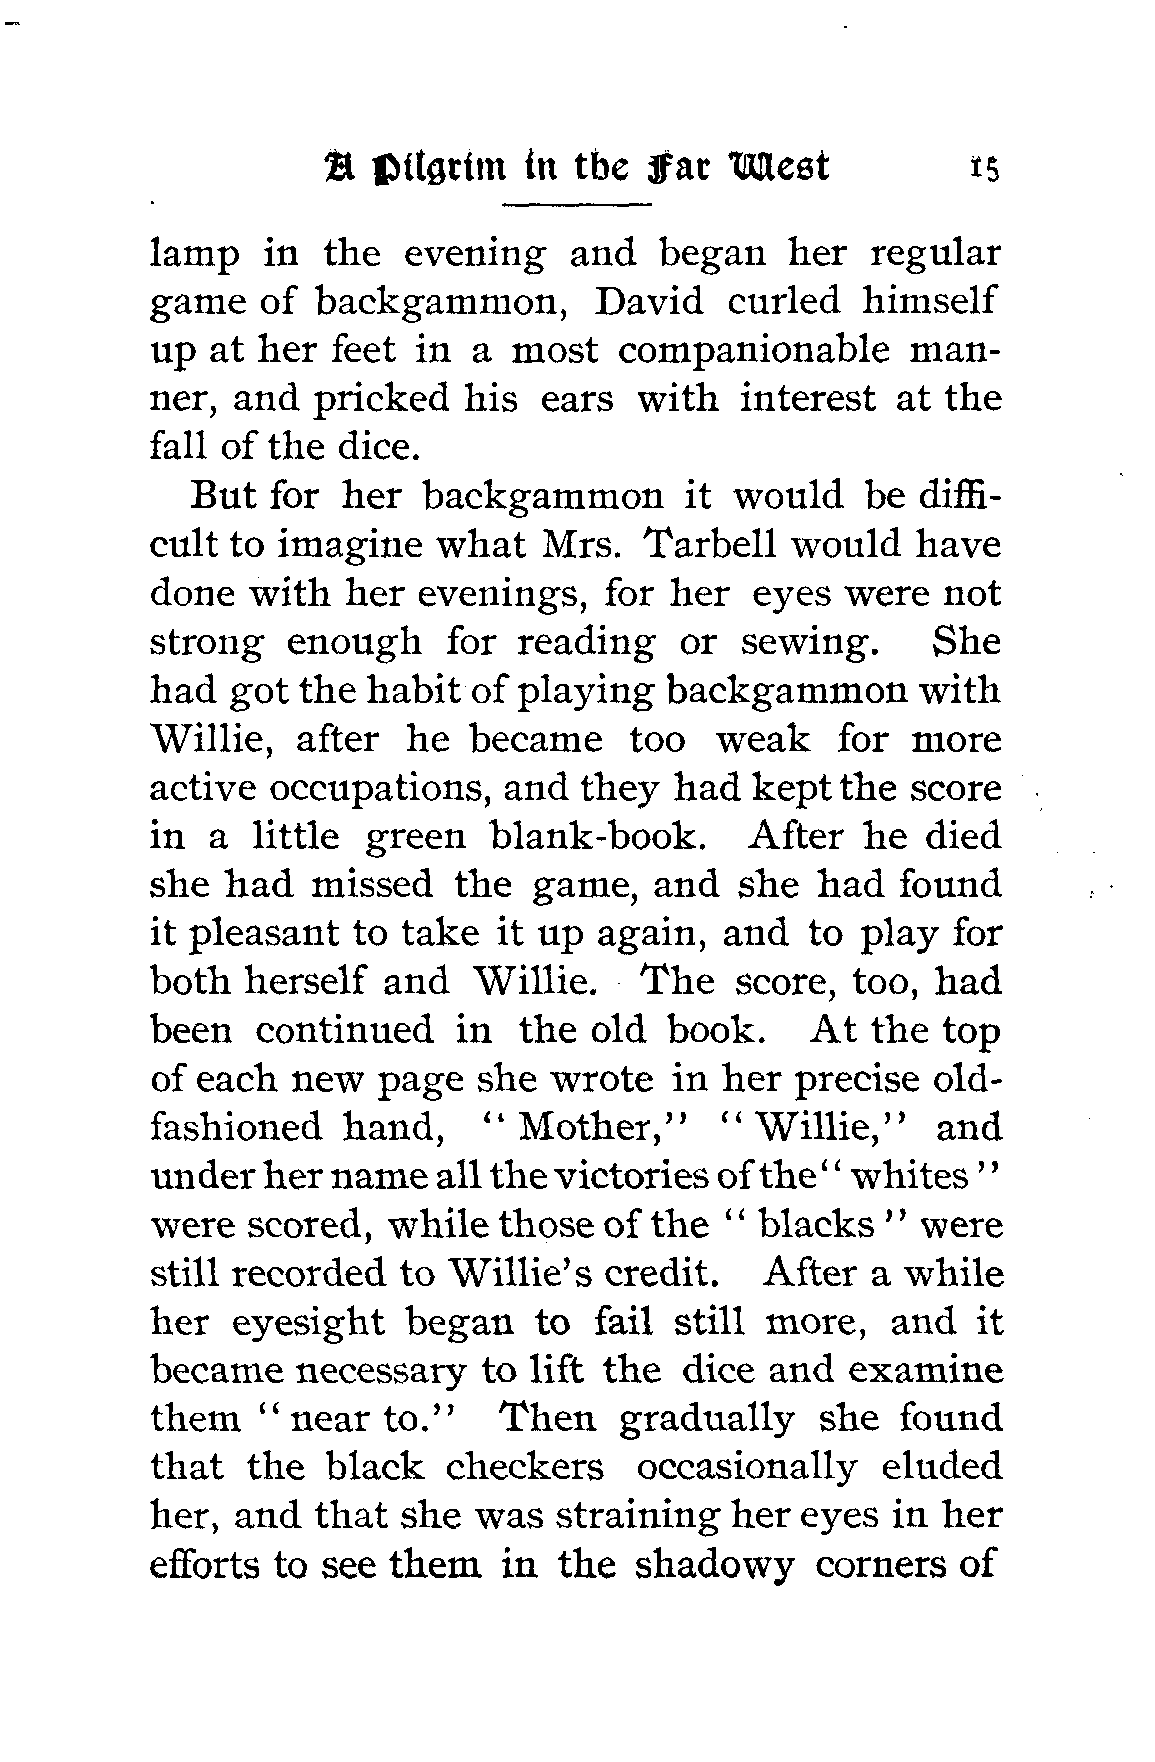 A Pilgrim in the Far West 15
lamp in the evening and began her regular
game of backgammon, David curled himself
up at her feet in a most companionable man-
ner, and pricked his ears with interest at the
fall of the dice.
But for her backgammon it would be diffi-
cult to imagine what Mrs. Tarbell would have
done with her evenings, for her eyes were not
strong enough for reading or sewing. She
had got the habit of playing backgammon with
Willie, after he became too weak for more
active occupations, and they had kept the score
in a little green blank-book. After he died
she had missed the game, and she had found
it pleasant to take it up again, and to play for
both herself and Willie. The score, too, had
been continued in the old book. At the top
of each new page she wrote in her precise old-
fashioned hand, “ Mother,” “ Willie,” and
under her name all the victories of the “ whites ”
were scored, while those of the “ blacks ” were
still recorded to Willie’s credit. After a while
her eyesight began to fail still more, and it
became necessary to lift the dice and examine
them “ near to.” Then gradually she found
that the black checkers occasionally eluded
her, and that she was straining her eyes in her
efforts to see them in the shadowy corners of